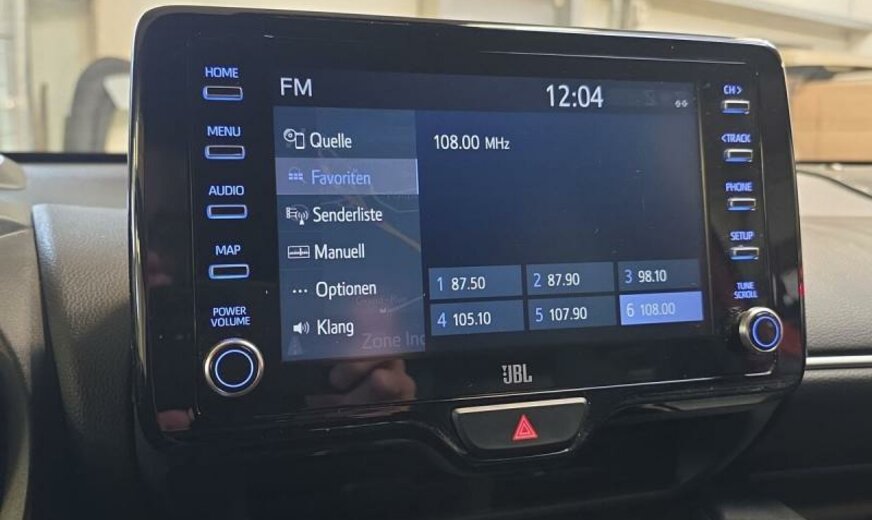 HOME
MENU
AUDIO
MAP
POWER
VOLUME
FM
12:04
Quelle
Favoriten
Senderliste
Manuell
Optionen
Klang
108.00 MHz
1 87.50
2 87.90
3 98.10
4 105.10
5 107.90
6 108.00
Zone
JBL
CH >
< TRACK
PHONE
SETUP
TUNE
SCROLL